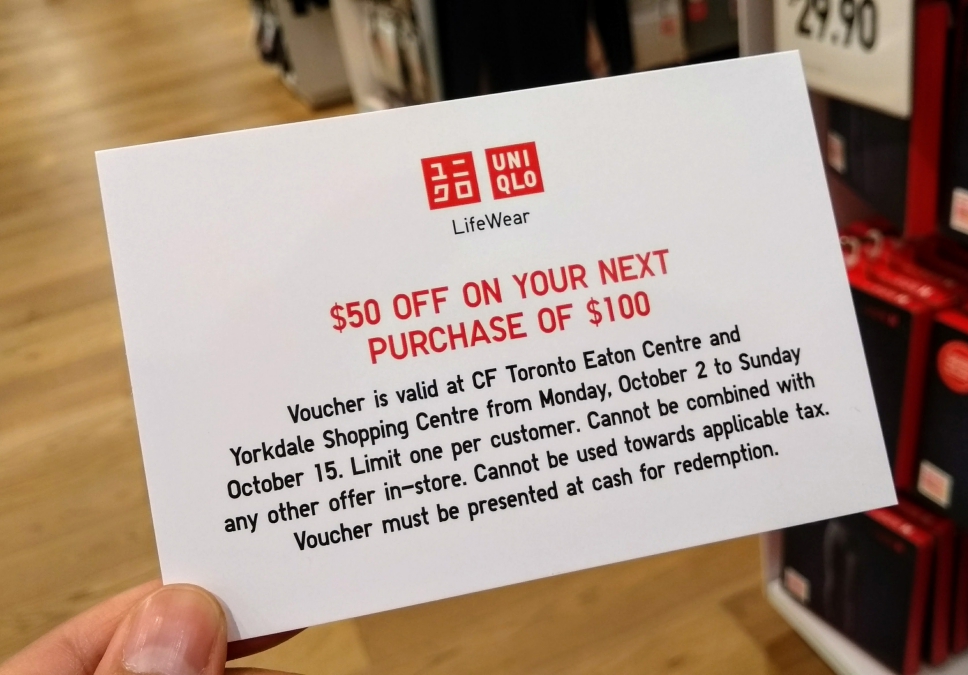 29.90
ユニ
クロ
UNI
QLO
LifeWear
$50 OFF ON YOUR NEXT
PURCHASE OF $100
Voucher is valid at CF Toronto Eaton Centre and
Yorkdale Shopping Centre from Monday, October 2 to Sunday
October 15. Limit one per customer. Cannot be combined with
any other offer in-store. Cannot be used towards applicable tax.
Voucher must be presented at cash for redemption.